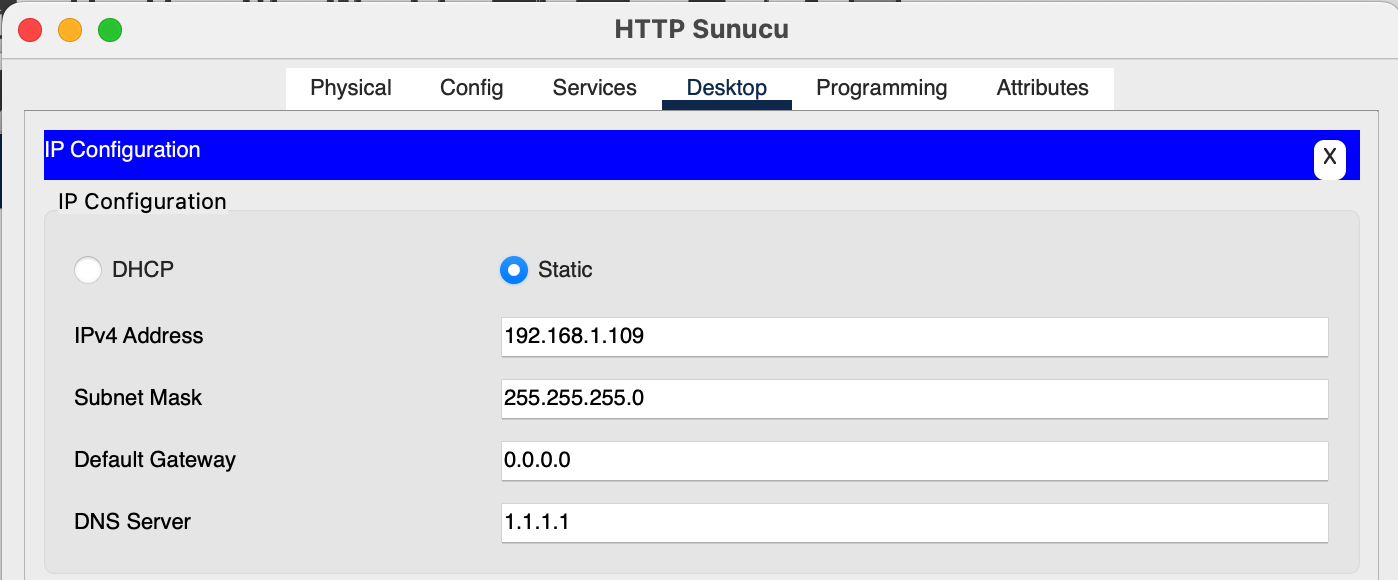 HTTP Sunucu
Physical Config Services Desktop Programming Attributes
IP Configuration
X
IP Configuration
DHCP Static
IPv4 Address 192.168.1.109
Subnet Mask 255.255.255.0
Default Gateway 0.0.0.0
DNS Server 1.1.1.1